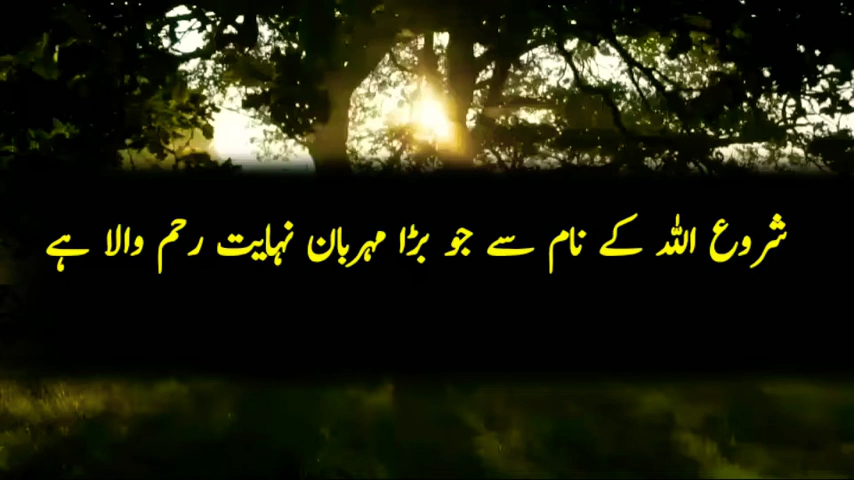 شروع اللہ کے نام سے جو بڑا مہربان نہایت رحم والا ہے